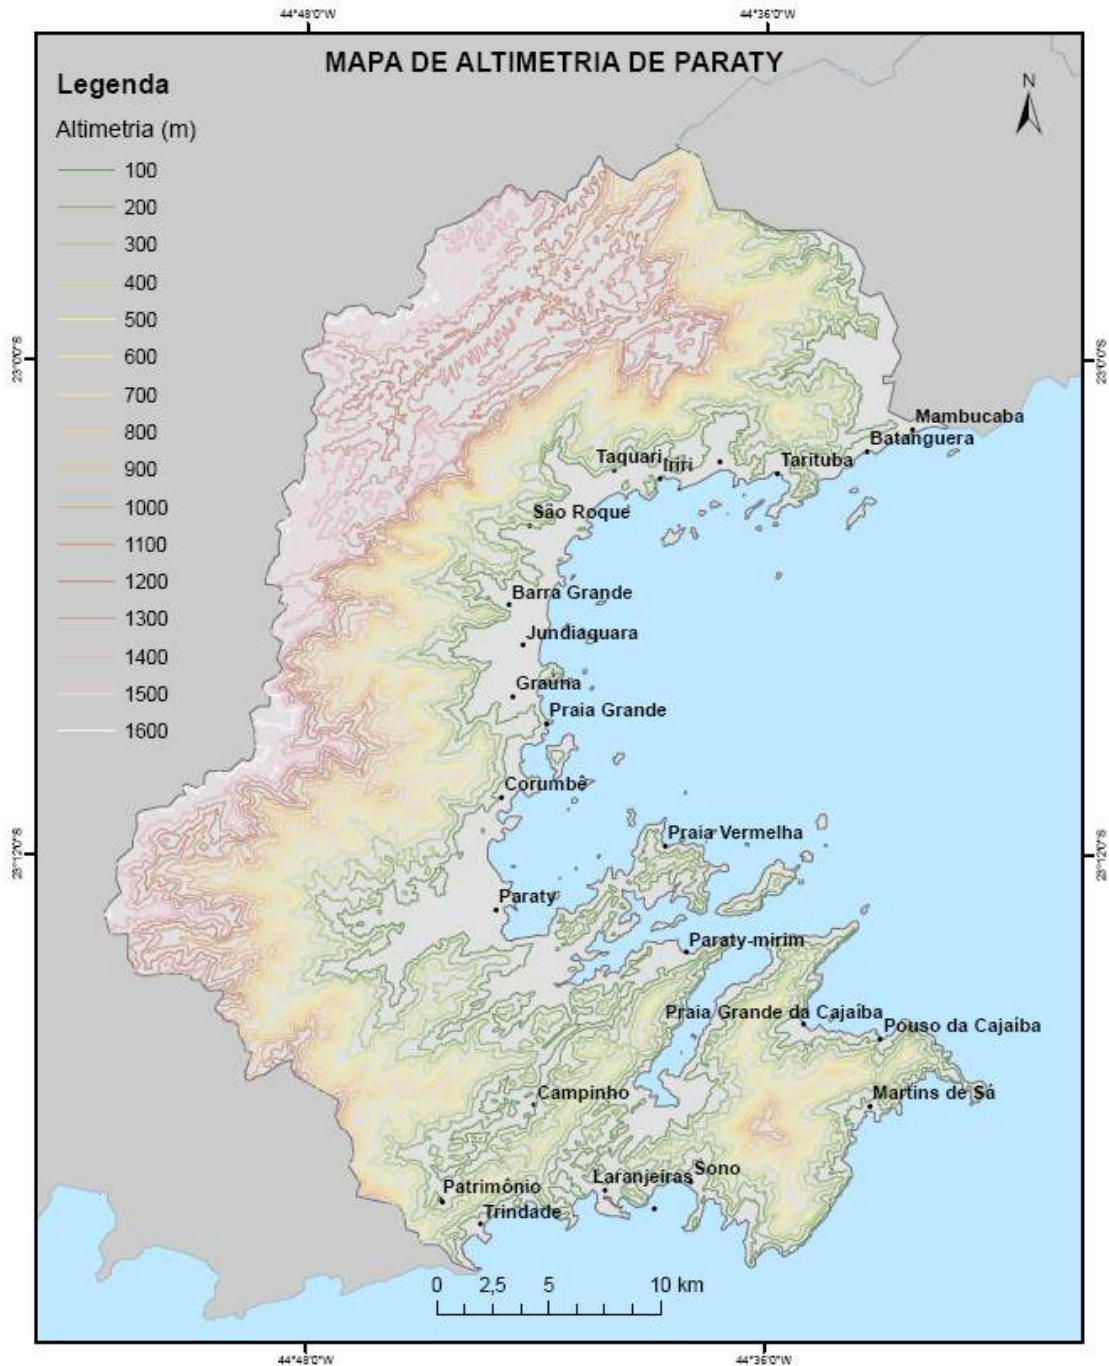 44°48'0"W
44°36'0"W
MAPA DE ALTIMETRIA DE PARATY
Legenda
N
Altimetria (m)
100
200
300
400
500
23°0'0"S
23°0'0"S
600
700
Mambucaba
800
Batanguera
900
Taquari
Iriri
Tarituba
1000
São Roque
1100
1200
Barra Grande
1300
Jundiaguara
1400
1500
Graúna
Praia Grande
1600
Corumbê
Praia Vermelha
23°12'0"S
23°12'0"S
Paraty
Paraty-mirim
Praia Grande da Cajaíba
Pouso da Cajaíba
Campinho
Martins de Sá
Sono
Laranjeiras
Patrimônio
Trindade
0 2,5 5 10 km
44°48'0"W
44°36'0"W